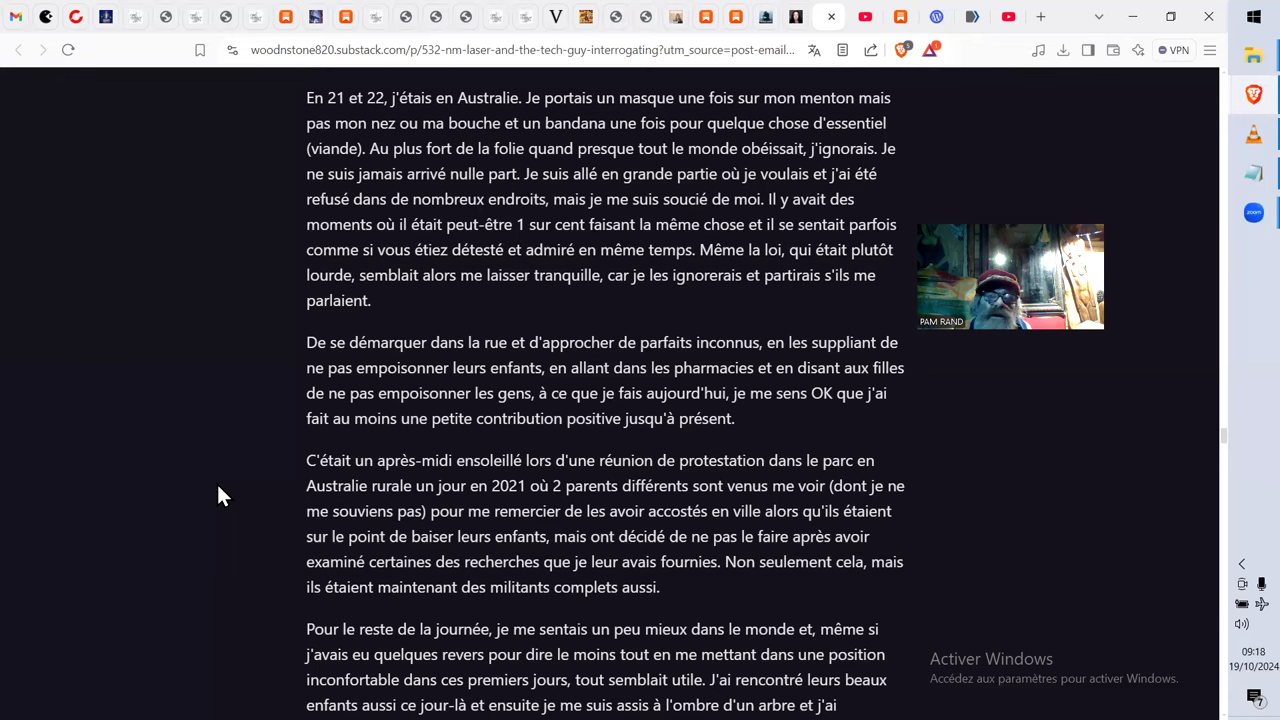 woodnstone820.substack.com/p/532-nm-laser-and-the-tech-guy-interrogating?utm_source=post-email...
VPN
En 21 et 22, j'étais en Australie. Je portais un masque une fois sur mon menton mais
pas mon nez ou ma bouche et un bandana une fois pour quelque chose d'essentiel
(viande). Au plus fort de la folie quand presque tout le monde obéissait, j'ignorais. Je
ne suis jamais arrivé nulle part. Je suis allé en grande partie où je voulais et j'ai été
refusé dans de nombreux endroits, mais je me suis soucié de moi. Il y avait des
moments où il était peut-être 1 sur cent faisant la même chose et il se sentait parfois
comme si vous étiez détesté et admiré en même temps. Même la loi, qui était plutôt
lourde, semblait alors me laisser tranquille, car je les ignorerais et partirais s'ils me
parlaient.
De se démarquer dans la rue et d'approcher de parfaits inconnus, en les suppliant de
ne pas empoisonner leurs enfants, en allant dans les pharmacies et en disant aux filles
de ne pas empoisonner les gens, à ce que je fais aujourd'hui, je me sens OK que j'ai
fait au moins une petite contribution positive jusqu'à présent.
C'était un après-midi ensoleillé lors d'une réunion de protestation dans le parc en
Australie rurale un jour en 2021 où 2 parents différents sont venus me voir (dont je ne
me souviens pas) pour me remercier de les avoir accostés en ville alors qu'ils étaient
sur le point de baiser leurs enfants, mais ont décidé de ne pas le faire après avoir
examiné certaines des recherches que je leur avais fournies. Non seulement cela, mais
ils étaient maintenant des militants complets aussi.
Pour le reste de la journée, je me sentais un peu mieux dans le monde et, même si
j'avais eu quelques revers pour dire le moins tout en me mettant dans une position
inconfortable dans ces premiers jours, tout semblait utile. J'ai rencontré leurs beaux
enfants aussi ce jour-là et ensuite je me suis assis à l'ombre d'un arbre et j'ai
PAM RAND
Activer Windows
Accédez aux paramètres pour activer Windows.
zoom
09:18
19/10/2024
7